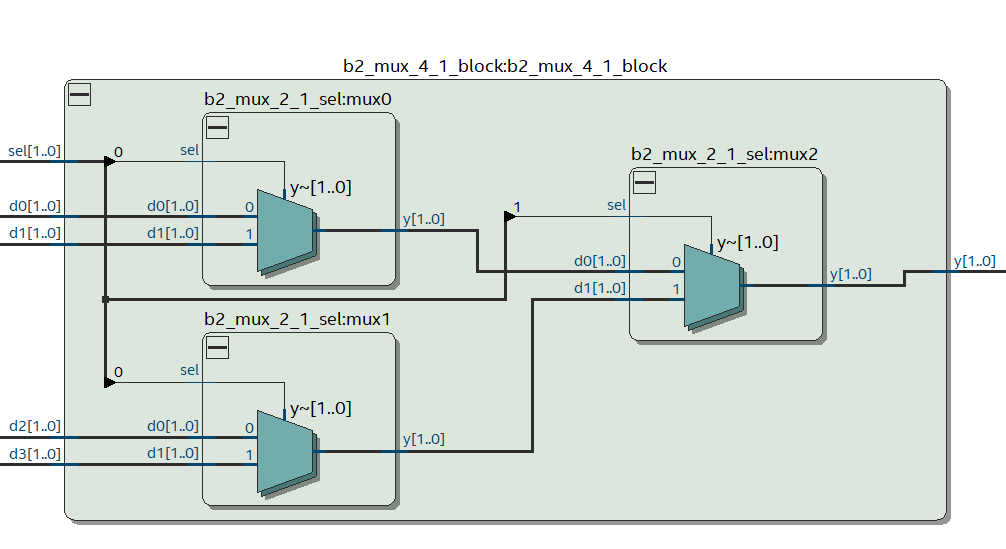 b2_mux_4_1_block:b2_mux_4_1_block
b2_mux_2_1_sel:mux0
sel[1..0]
0
sel
y~[1..0]
d0[1..0]
d0[1..0]
0
d1[1..0]
d1[1..0]
1
y[1..0]
b2_mux_2_1_sel:mux1
0
sel
y~[1..0]
d2[1..0]
d0[1..0]
0
d3[1..0]
d1[1..0]
1
y[1..0]
b2_mux_2_1_sel:mux2
1
sel
y~[1..0]
d0[1..0]
0
d1[1..0]
1
y[1..0]
y[1..0]